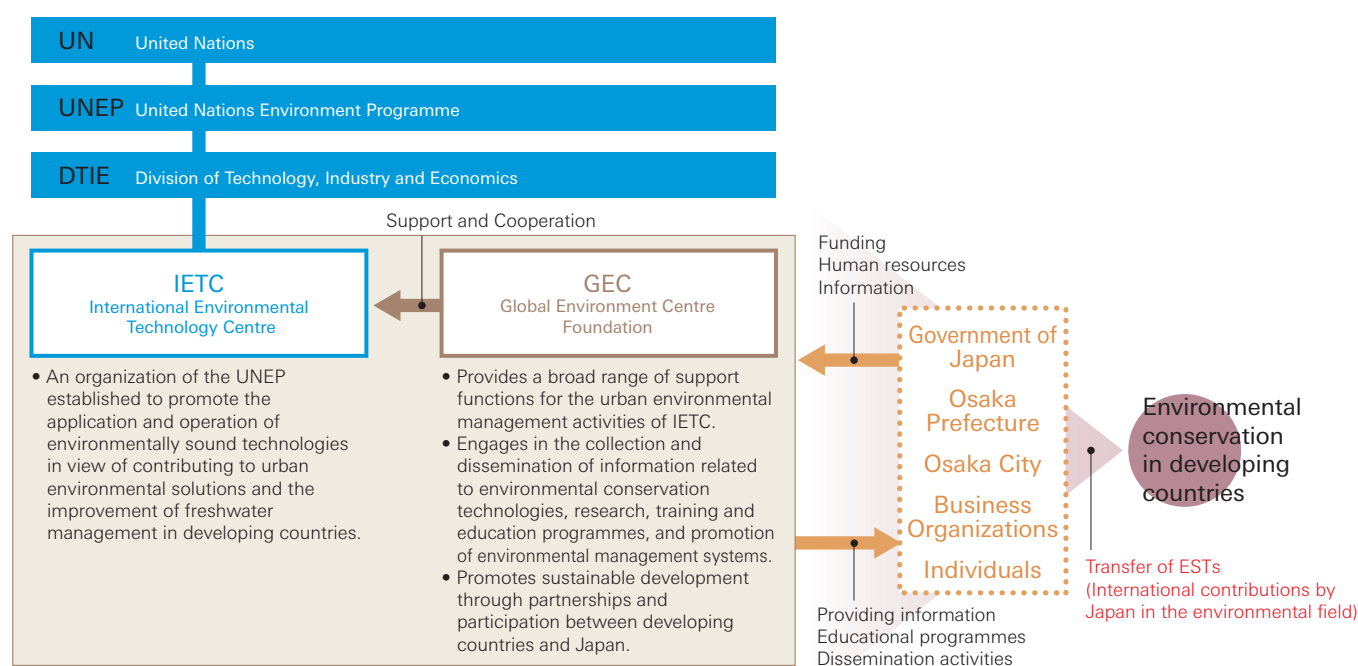 UN United Nations
UNEP United Nations Environment Programme
DTIE Division of Technology, Industry and Economics
Support and Cooperation
IETC
International Environmental
Technology Centre
• An organization of the UNEP
established to promote the
application and operation of
environmentally sound technologies
in view of contributing to urban
environmental solutions and the
improvement of freshwater
management in developing countries.
GEC
Global Environment Centre
Foundation
• Provides a broad range of support
functions for the urban environmental
management activities of IETC.
• Engages in the collection and
dissemination of information related
to environmental conservation
technologies, research, training and
education programmes, and promotion
of environmental management systems.
• Promotes sustainable development
through partnerships and
participation between developing
countries and Japan.
Funding
Human resources
Information
Government of
Japan
Osaka
Prefecture
Osaka City
Business
Organizations
Individuals
Providing information
Educational programmes
Dissemination activities
Environmental
conservation
in developing
countries
Transfer of ESTs
(International contributions by
Japan in the environmental field)